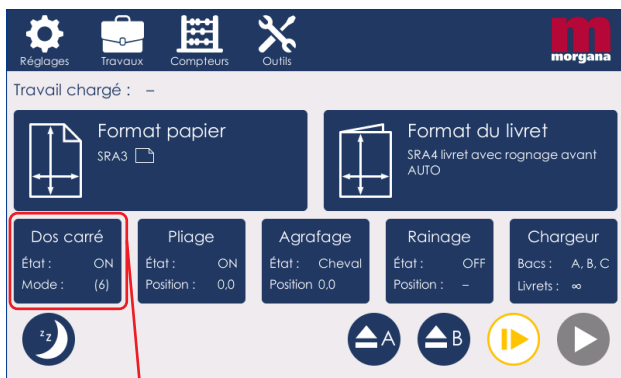 Réglages Travaux Compteurs Outils morgana
Travail chargé : –
Format papier
SRA3
Format du livret
SRA4 livret avec rognage avant
AUTO
Dos carré
État : ON
Mode : (6)
Pliage
État : ON
Position : 0,0
Agrafage
État : Cheval
Position 0,0
Rainage
État : OFF
Position : –
Chargeur
Bacs : A, B, C
Livrets : ∞
z z A B